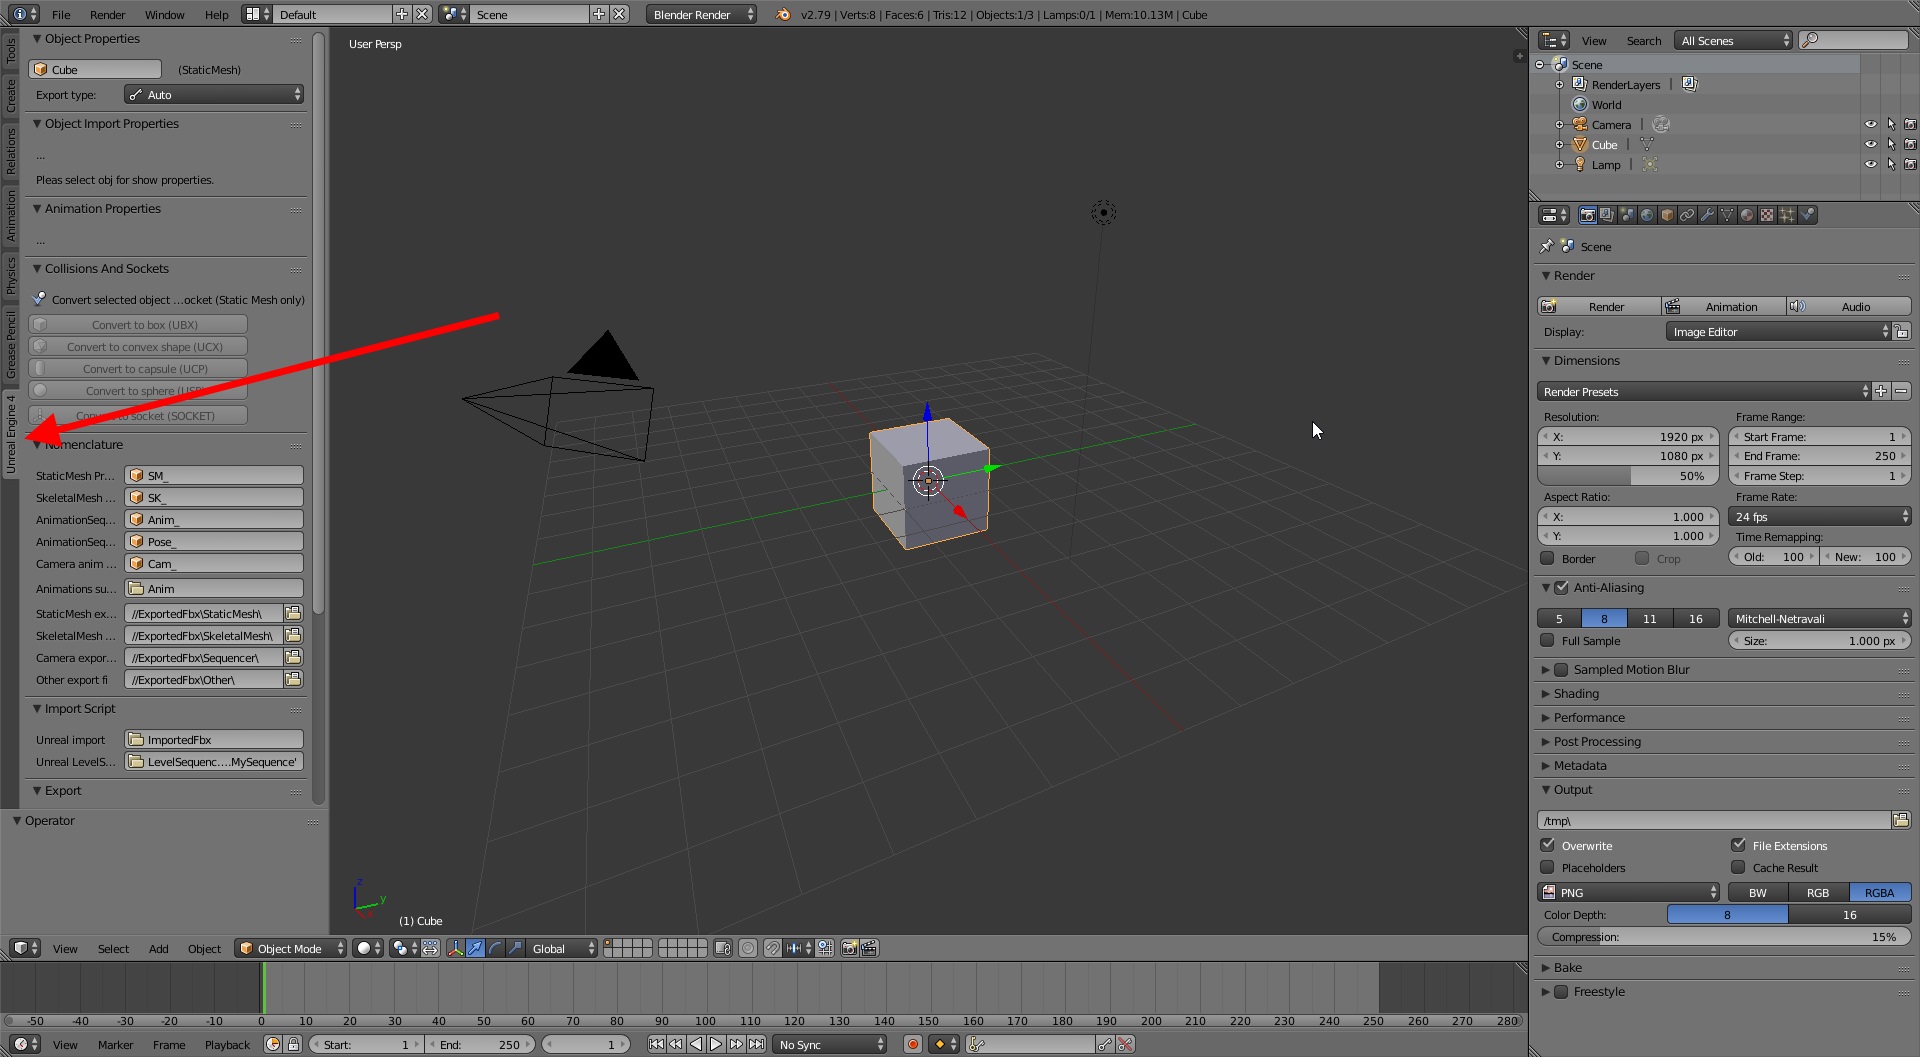 File Render Window Help Default Scene Blender Render v2.79 | Verts:8 | Faces:6 | Tris:12 | Objects:1/3 | Lamps:0/1 | Mem:10.13M | Cube
Tools
Create
Relations
Animation
Physics
Grease Pencil
Unreal Engine 4
Object Properties
Cube (StaticMesh)
Export type: Auto
Object Import Properties
...
Pleas select obj for show properties.
Animation Properties
...
Collisions And Sockets
Convert selected object ...ocket (Static Mesh only)
Convert to box (UBX)
Convert to convex shape (UCX)
Convert to capsule (UCP)
Convert to sphere (USP)
Convert to socket (SOCKET)
Nomenclature
StaticMesh Pr... SM_
SkeletalMesh ... SK_
AnimationSeq... Anim_
AnimationSeq... Pose_
Camera anim ... Cam_
Animations su... Anim
StaticMesh ex... //ExportedFbx\StaticMesh\
SkeletalMesh ... //ExportedFbx\SkeletalMesh\
Camera expor... //ExportedFbx\Sequencer\
Other export fi //ExportedFbx\Other\
Import Script
Unreal import ImportedFbx
Unreal LevelS... LevelSequenc....MySequence'
Export
Operator
User Persp
z
y
x
(1) Cube
View Select Add Object Object Mode Global
-50 -40 -30 -20 -10 0 10 20 30 40 50 60 70 80 90 100 110 120 130 140 150 160 170 180 190 200 210 220 230 240 250 260 270 280
View Marker Frame Playback Start: 1 End: 250 1 No Sync
View Search All Scenes
Scene
RenderLayers |
World
Camera |
Cube |
Lamp |
Scene
Render
Render Animation Audio
Display: Image Editor
Dimensions
Render Presets
Resolution: Frame Range:
X: 1920 px Start Frame: 1
Y: 1080 px End Frame: 250
50% Frame Step: 1
Aspect Ratio: Frame Rate:
X: 1.000 24 fps
Y: 1.000 Time Remapping:
Border Crop Old: 100 New: 100
Anti-Aliasing
5 8 11 16 Mitchell-Netravali
Full Sample Size: 1.000 px
Sampled Motion Blur
Shading
Performance
Post Processing
Metadata
Output
/tmp\
Overwrite File Extensions
Placeholders Cache Result
PNG BW RGB RGBA
Color Depth: 8 16
Compression: 15%
Bake
Freestyle